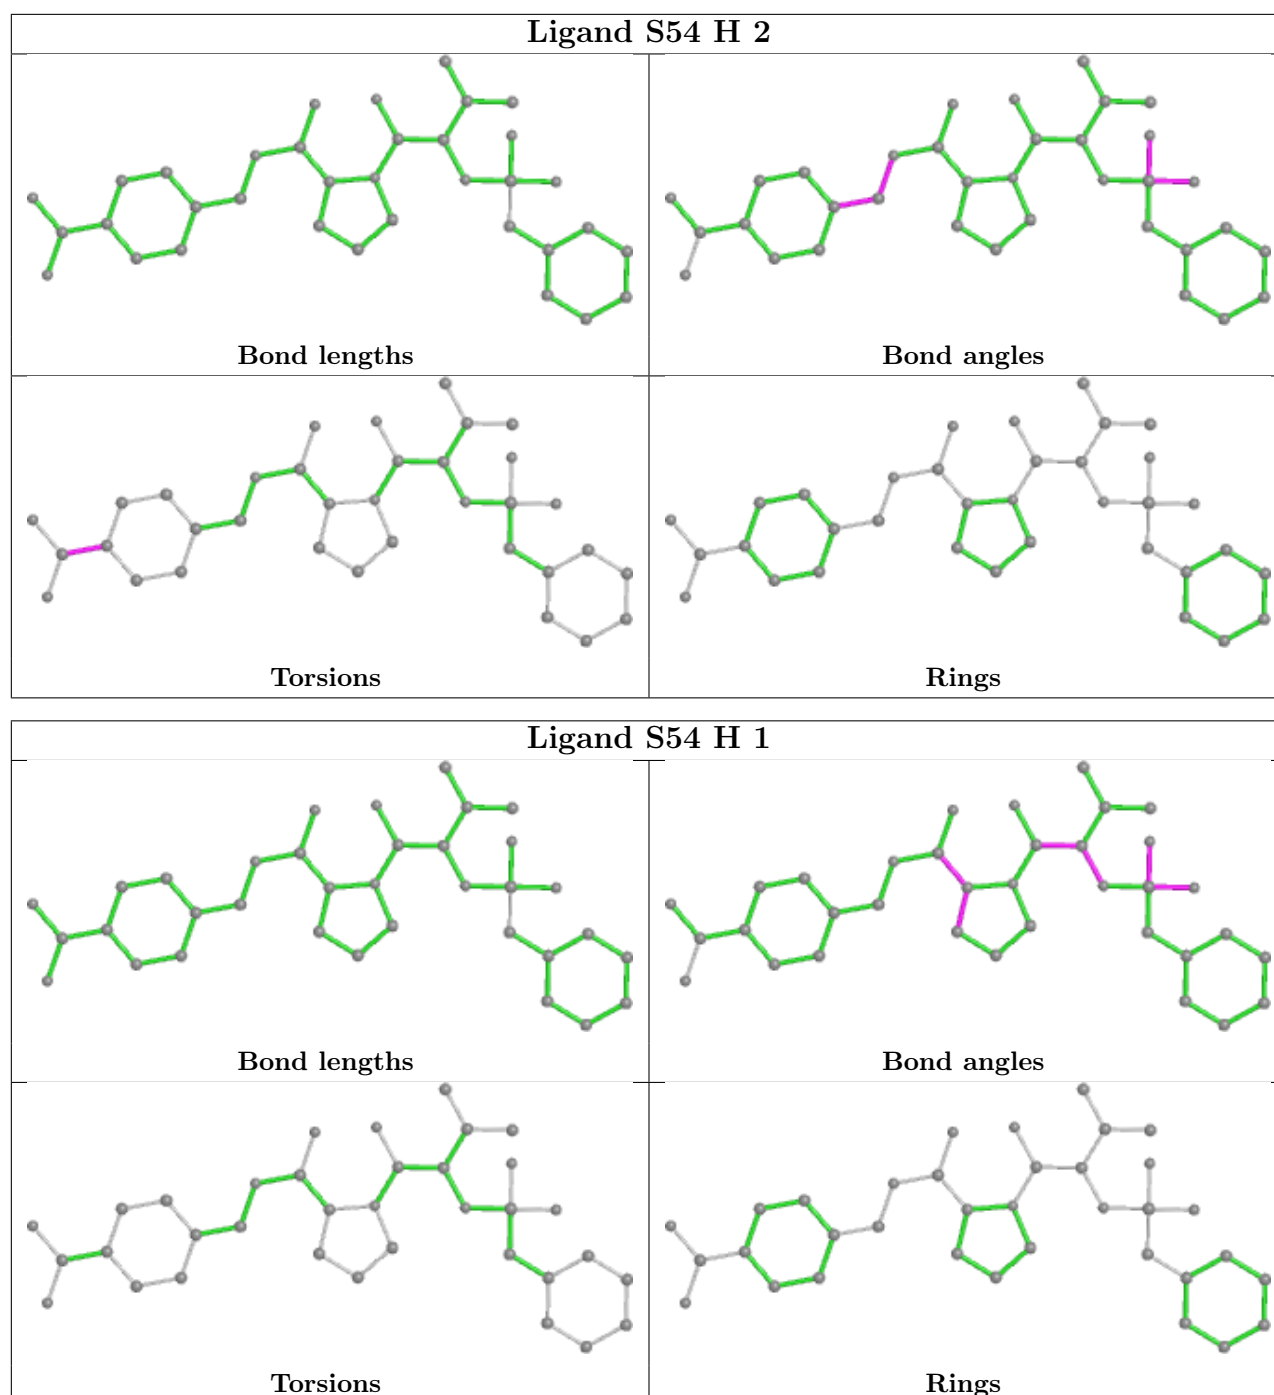 Ligand S54 H 2
Bond lengths
Bond angles
Torsions
Rings
Ligand S54 H 1
Bond lengths
Bond angles
Torsions
Rings